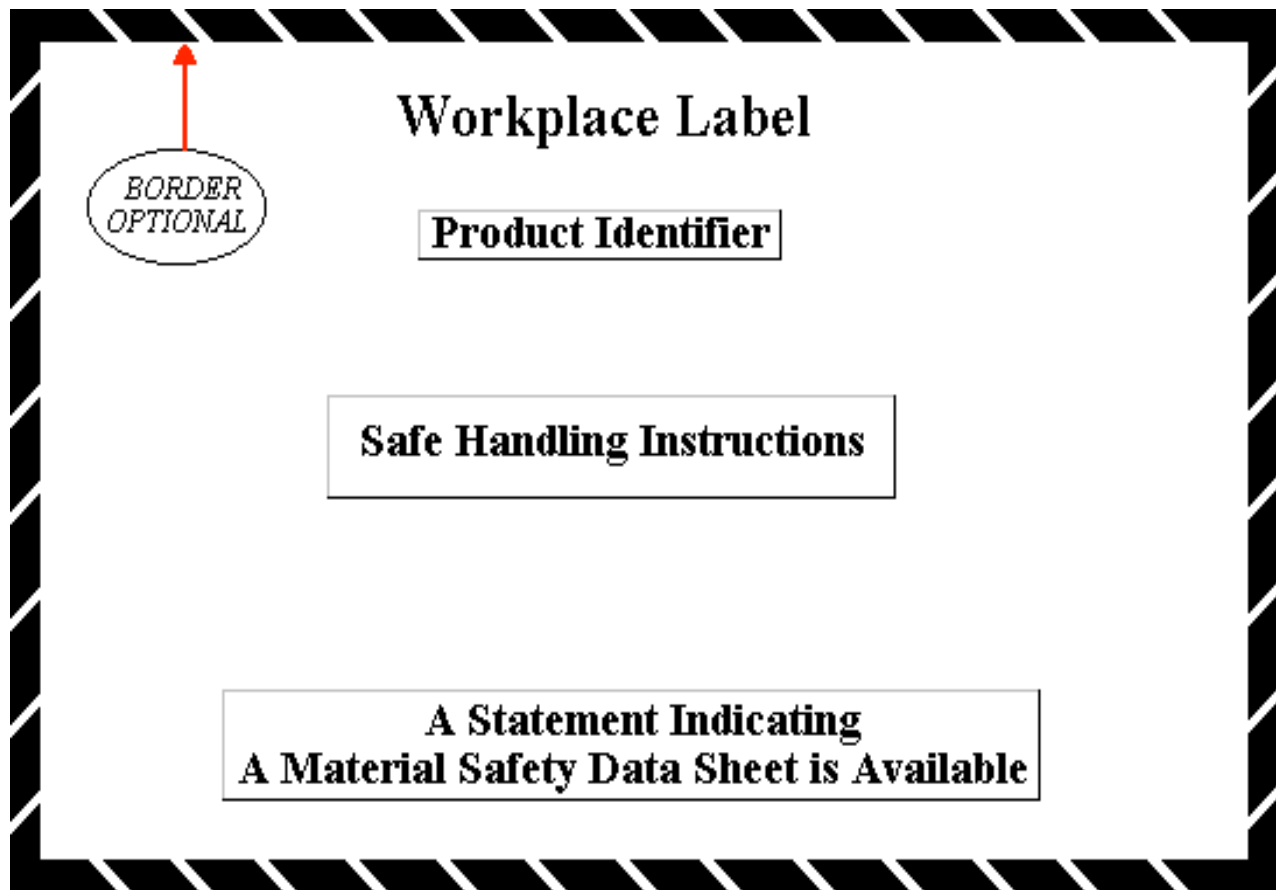 Workplace Label
BORDER
OPTIONAL
Product Identifier
Safe Handling Instructions
A Statement Indicating
A Material Safety Data Sheet is Available